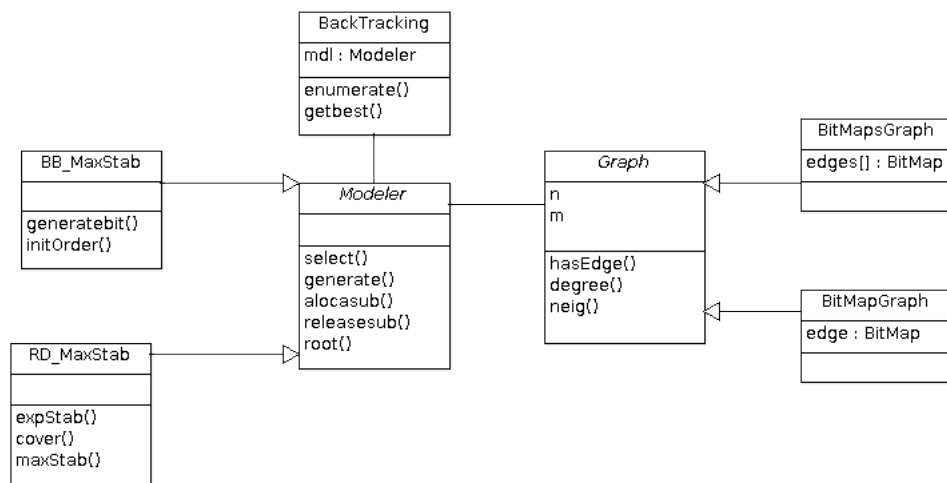 BackTracking
mdl : Modeler
enumerate()
getbest()
BB_MaxStab
generatebit()
initOrder()
Modeler
select()
generate()
alocasub()
releasesub()
root()
RD_MaxStab
expStab()
cover()
maxStab()
Graph
n
m
hasEdge()
degree()
neig()
BitMapsGraph
edges[] : BitMap
BitMapGraph
edge : BitMap